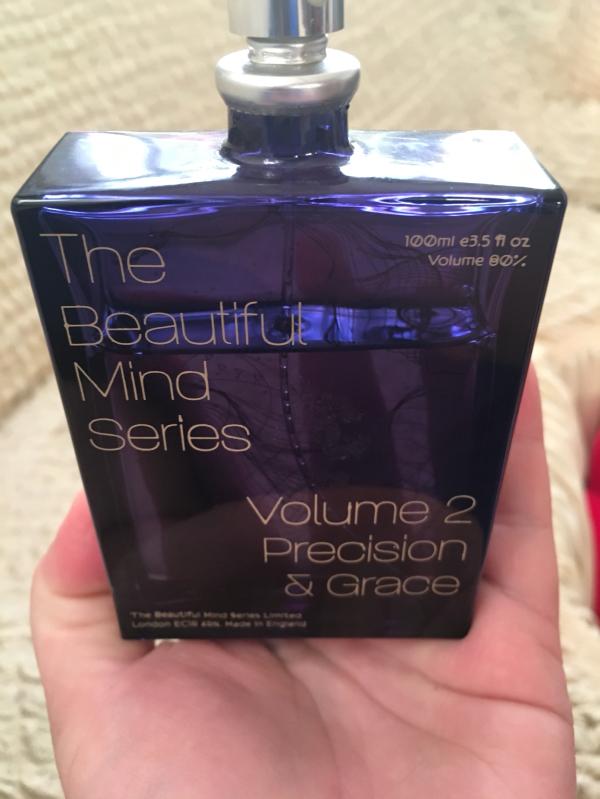 The
Beautiful
Mind
Series
100ml e3.5 fl oz
Volume 80%
Volume 2
Precision
& Grace
The Beautiful Mind Series Limited
London EC1R Made in England